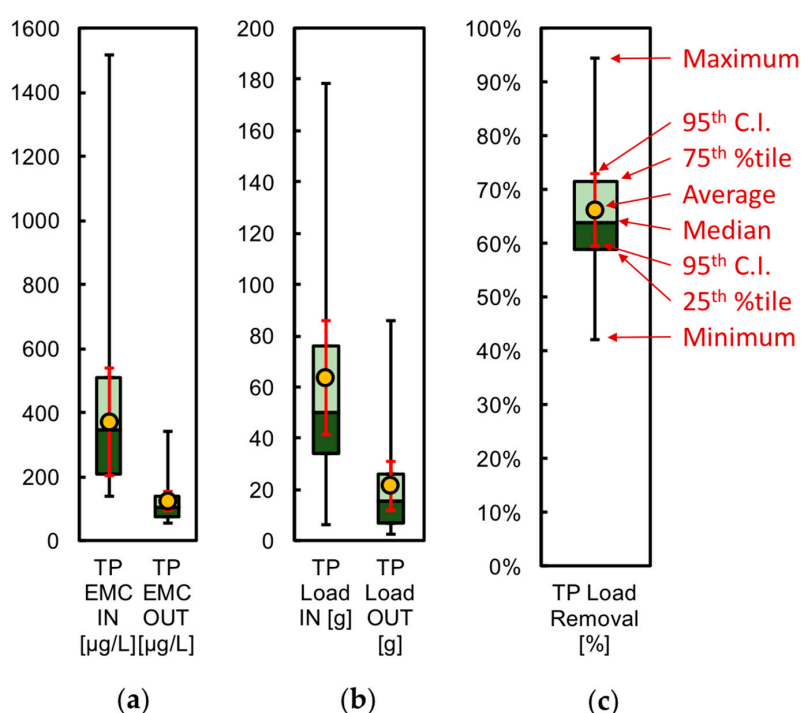 1600
1400
1200
1000
800
600
400
200
0
TP EMC IN [µg/L]
TP EMC OUT [µg/L]
(a)
200
180
160
140
120
100
80
60
40
20
0
TP Load IN [g]
TP Load OUT [g]
(b)
100%
90%
80%
70%
60%
50%
40%
30%
20%
10%
0%
Maximum
95th C.I.
75th %tile
Average
Median
95th C.I.
25th %tile
Minimum
TP Load
Removal
[%]
(c)